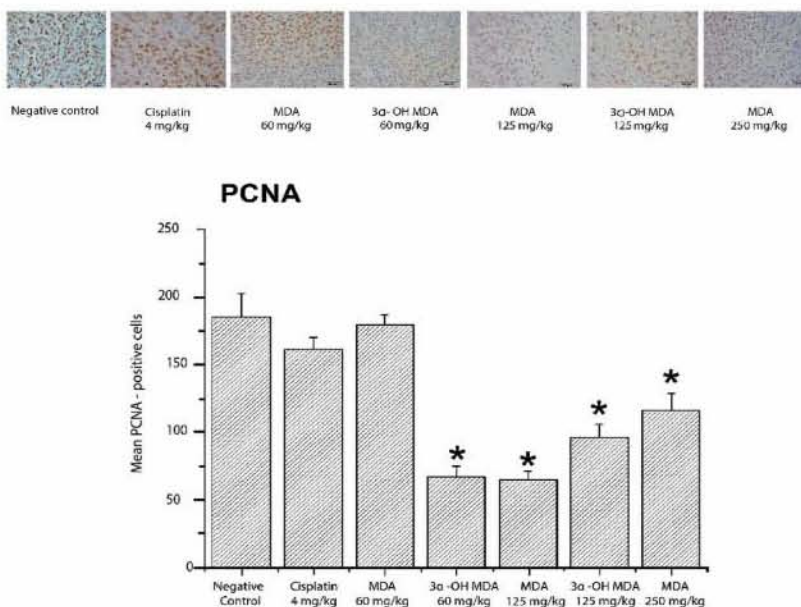 Negative control
Cisplatin
4 mg/kg
MDA
60 mg/kg
3α- OH MDA
60 mg/kg
MDA
125 mg/kg
3α-OH MDA
125 mg/kg
MDA
250 mg/kg
PCNA
250
200
150
100
50
0
Mean PCNA - positive cells
*
*
*
*
Negative
Control
Cisplatin
4 mg/kg
MDA
60 mg/kg
3α -OH MDA
60 mg/kg
MDA
125 mg/kg
3α -OH MDA
125 mg/kg
MDA
250 mg/kg